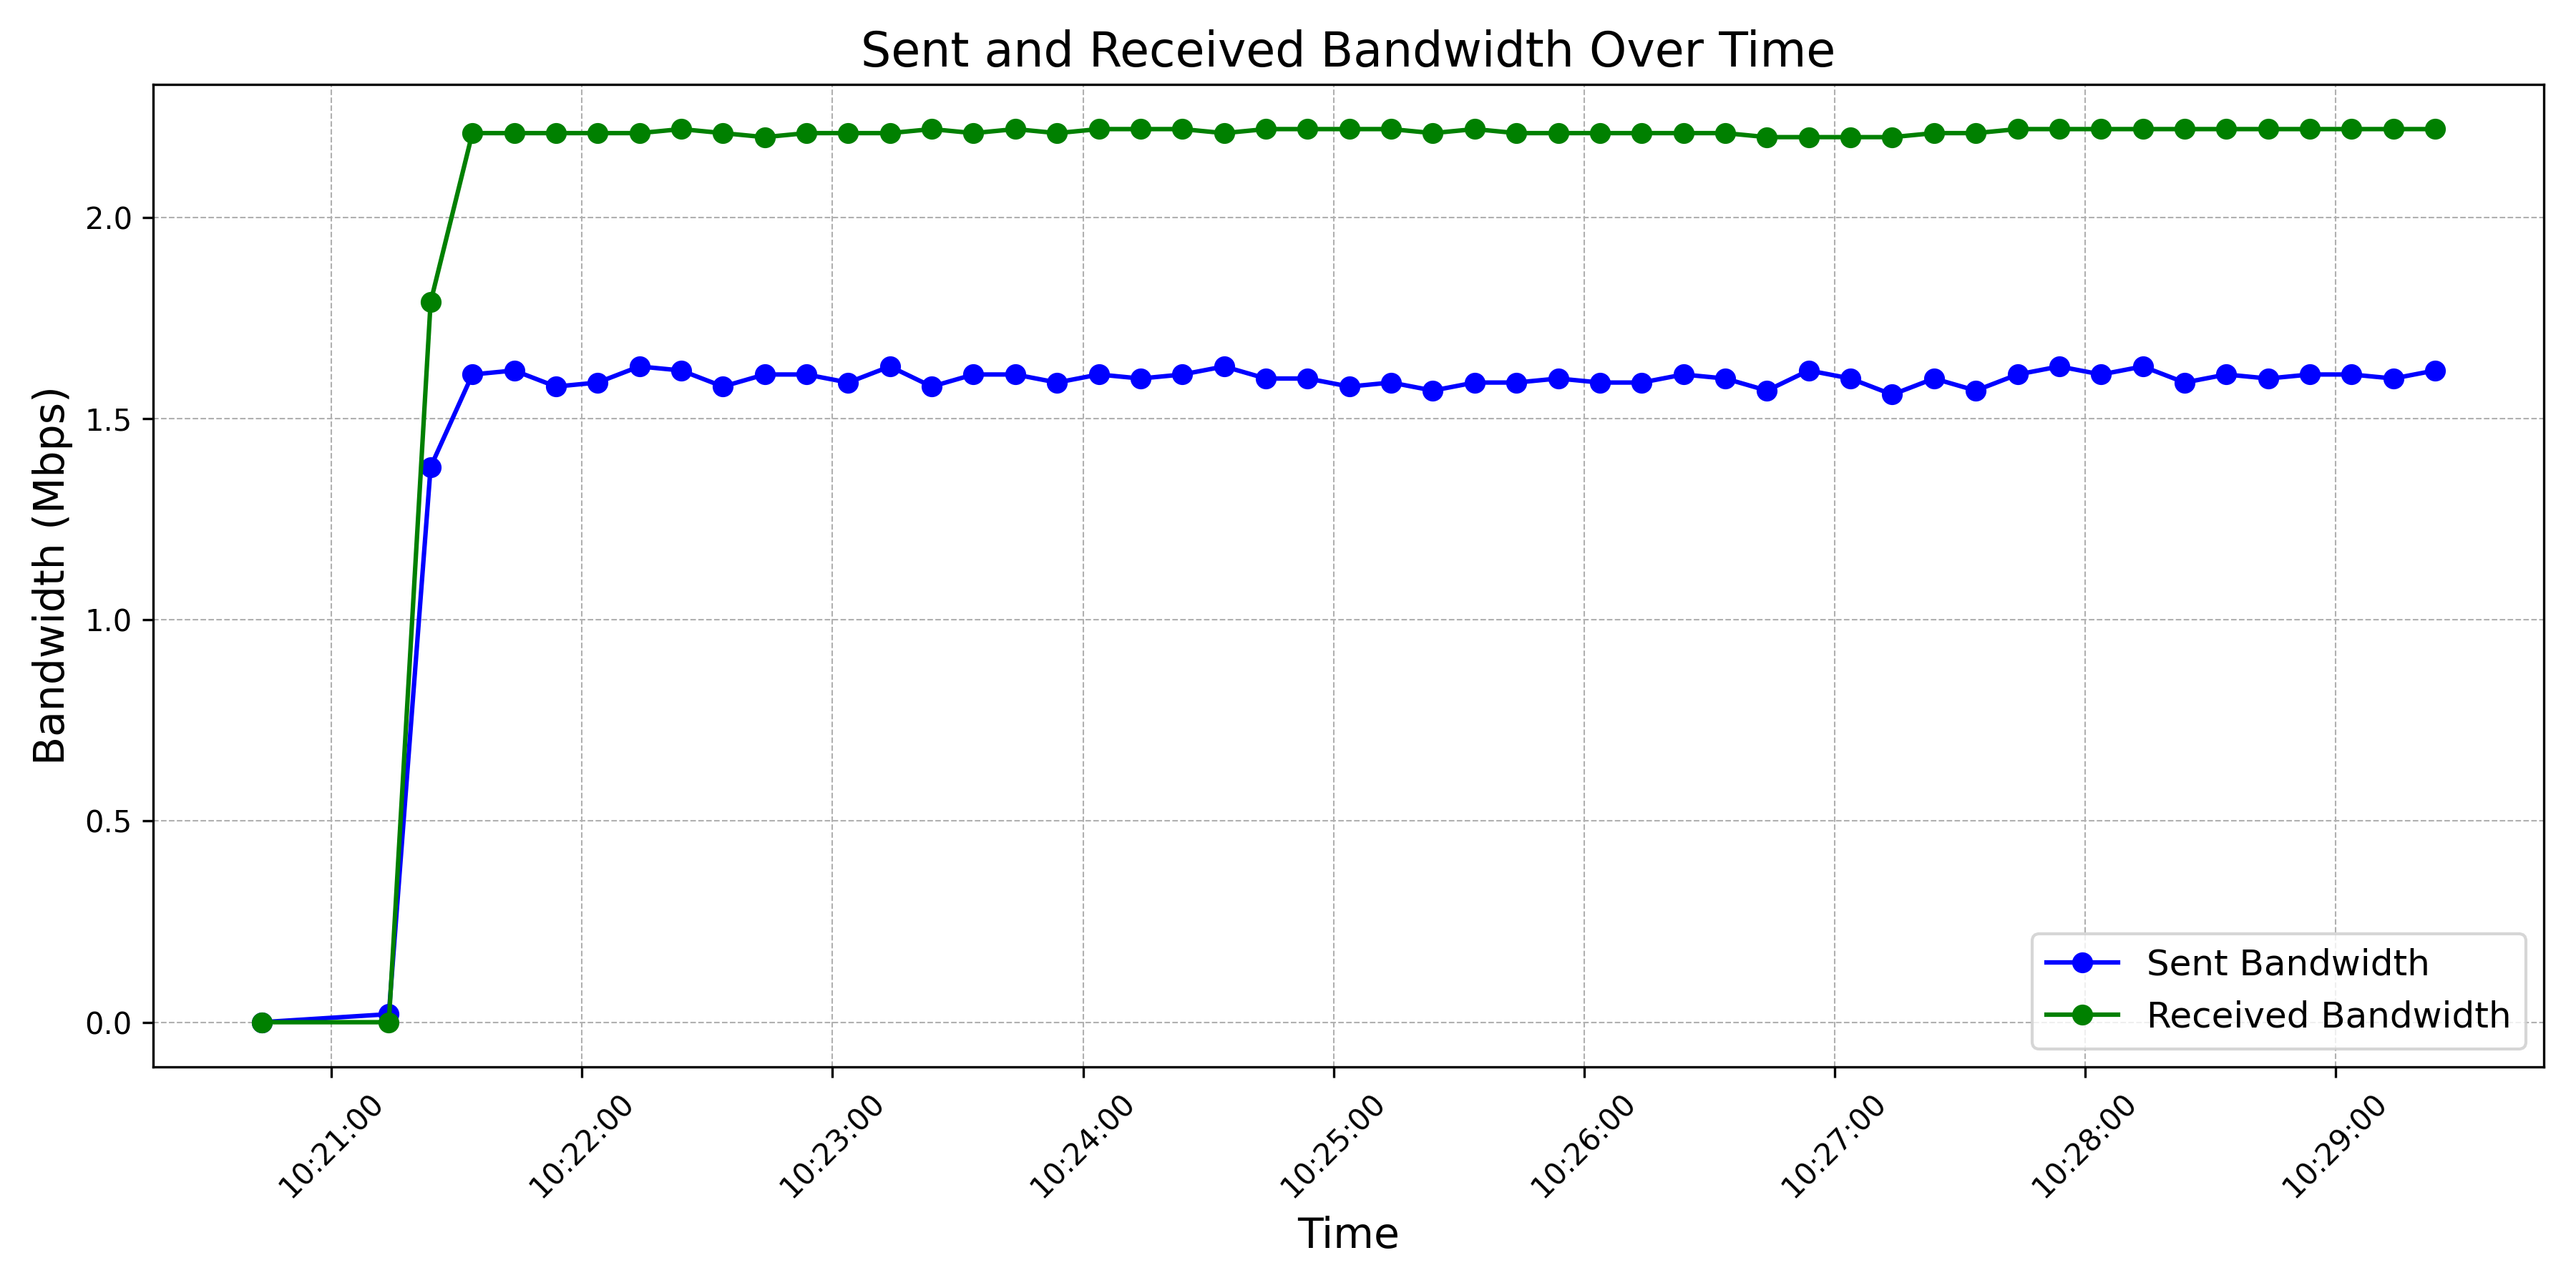 Sent and Received Bandwidth Over Time
Bandwidth (Mbps)
2.0
1.5
1.0
0.5
0.0
Sent Bandwidth
Received Bandwidth
10:21:00
10:22:00
10:23:00
10:24:00
10:25:00
10:26:00
10:27:00
10:28:00
10:29:00
Time